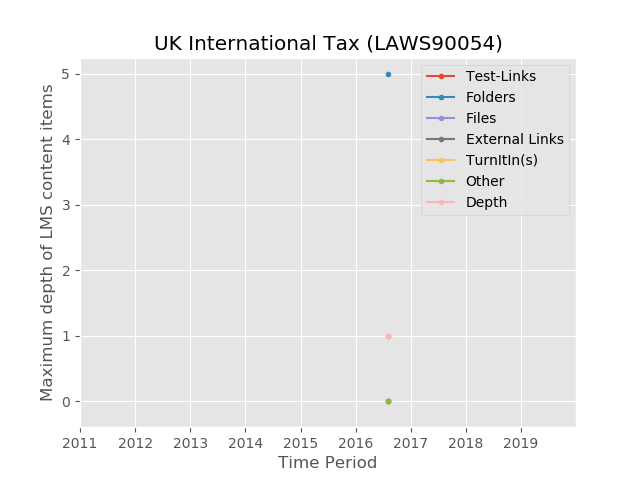 UK International Tax (LAWS90054)
Maximum depth of LMS content items
5
4
3
2
1
0
Test-Links
Folders
Files
External Links
TurnItIn(s)
Other
Depth
2011 2012 2013 2014 2015 2016 2017 2018 2019
Time Period